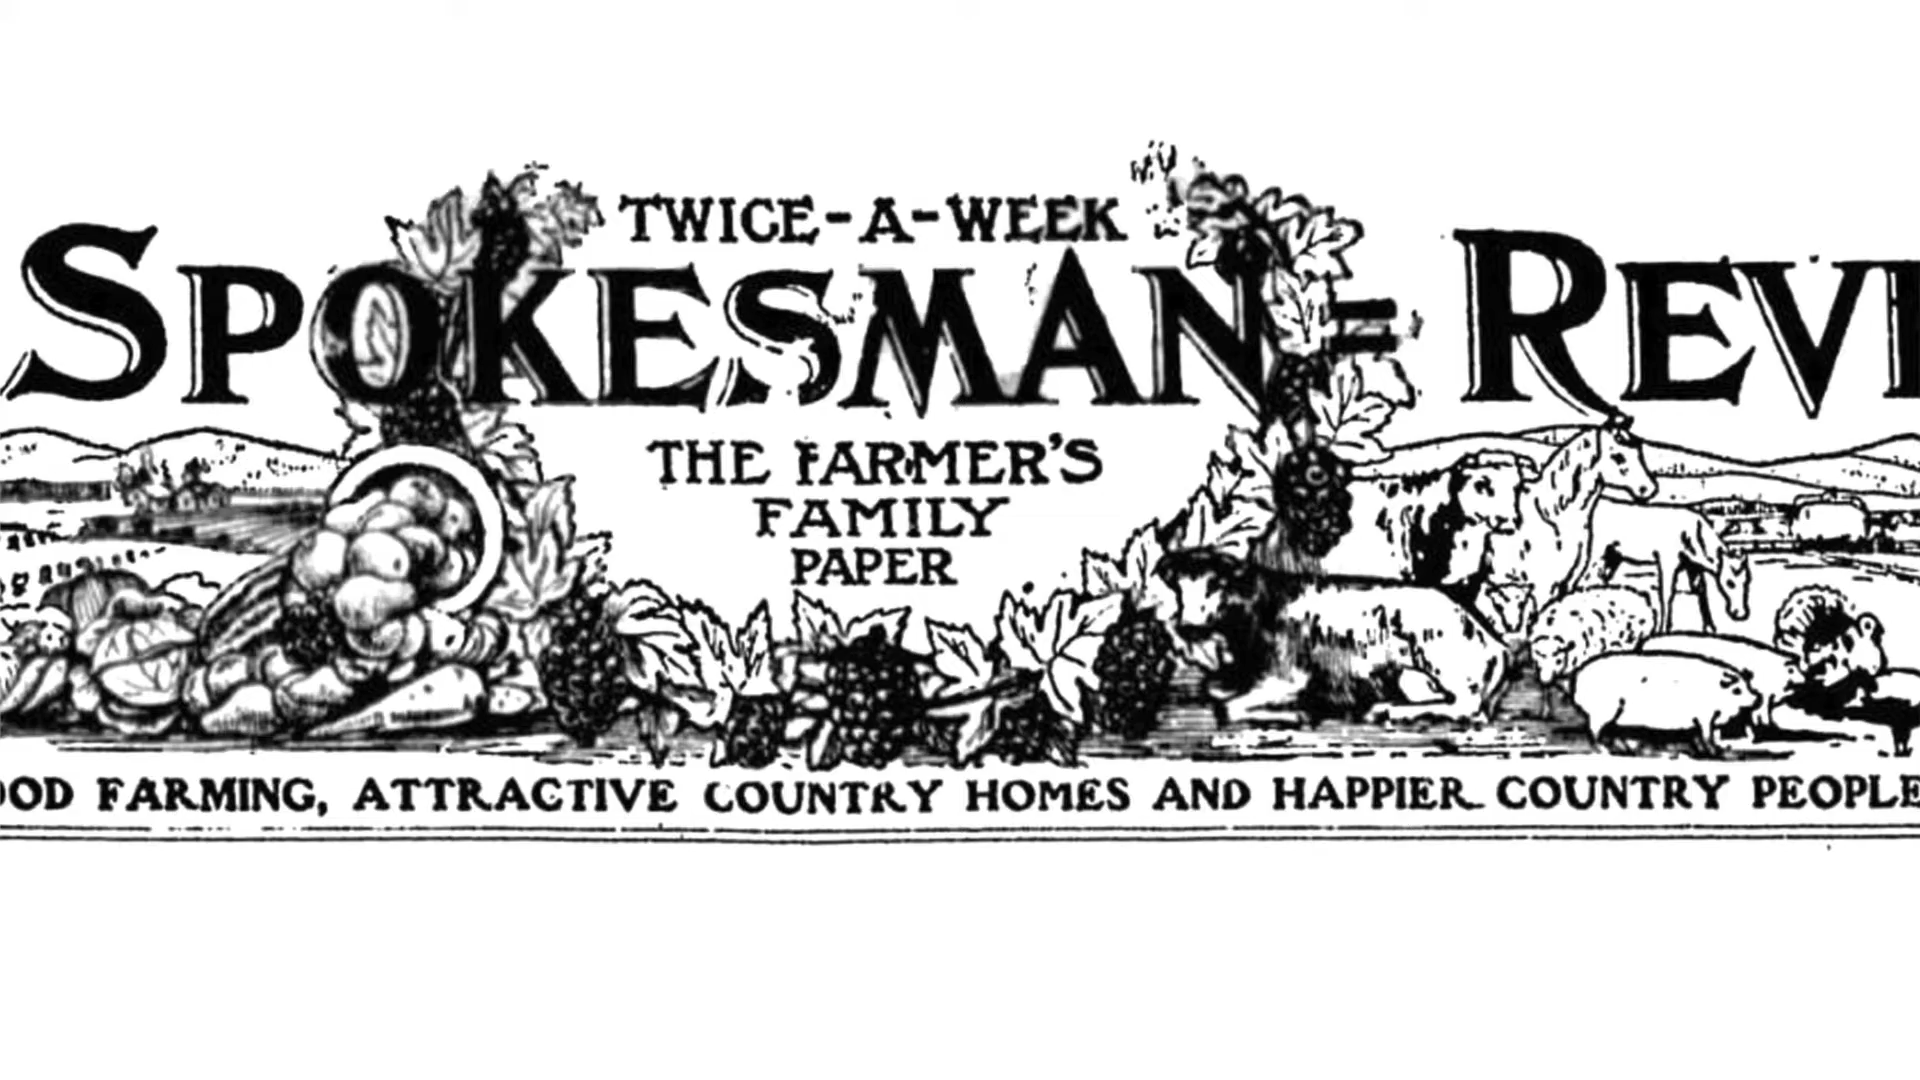 TWICE-A-WEEK
SPOKESMAN=REVI
THE FARMER'S
FAMILY
PAPER
OOD FARMING, ATTRACTIVE COUNTRY HOMES AND HAPPIER COUNTRY PEOPLE